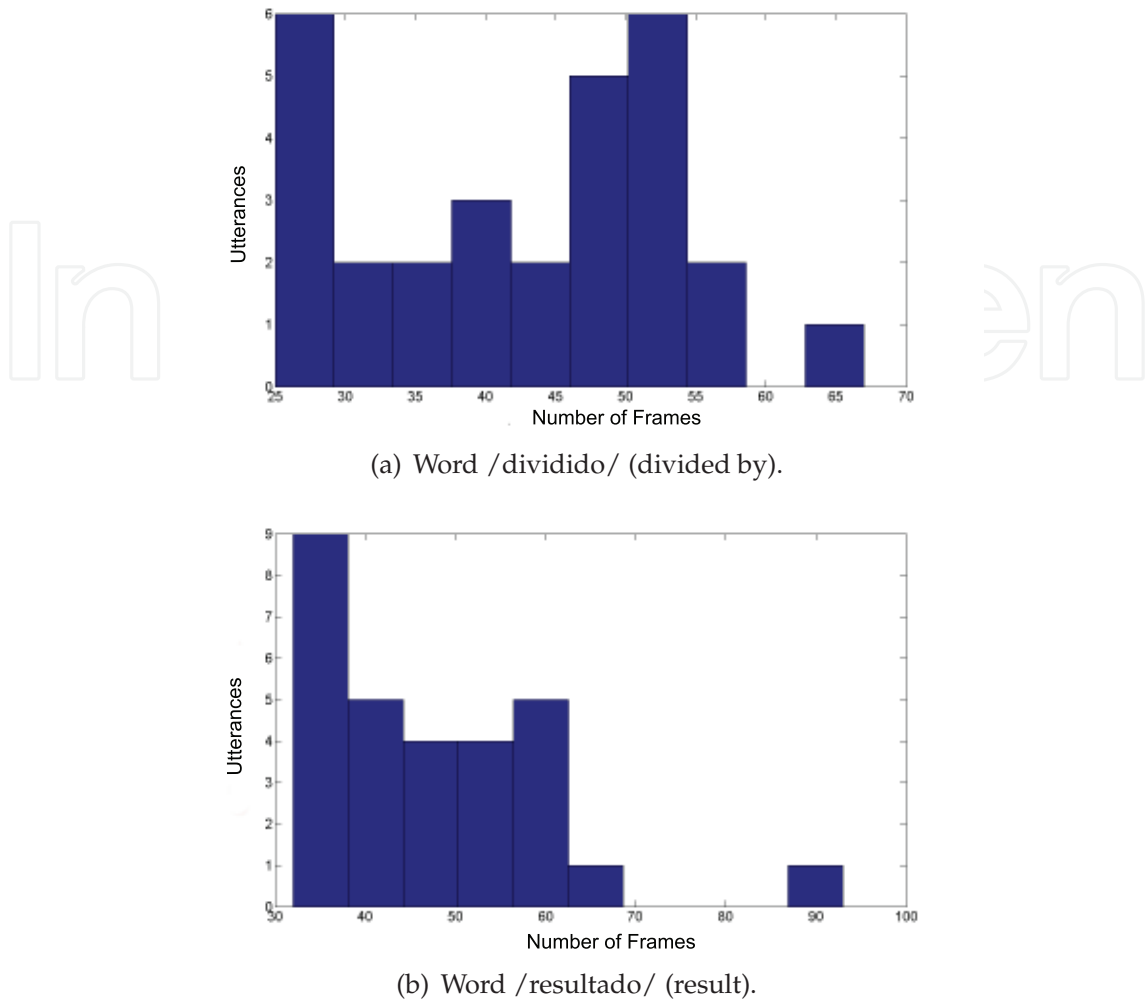 6
5
4
3
2
1
0
Utterances
25 30 35 40 45 50 55 60 65 70
Number of Frames
(a) Word /dividido/ (divided by).
9
8
7
6
5
4
3
2
1
0
Utterances
30 40 50 60 70 80 90 100
Number of Frames
(b) Word /resultado/ (result).
In
en